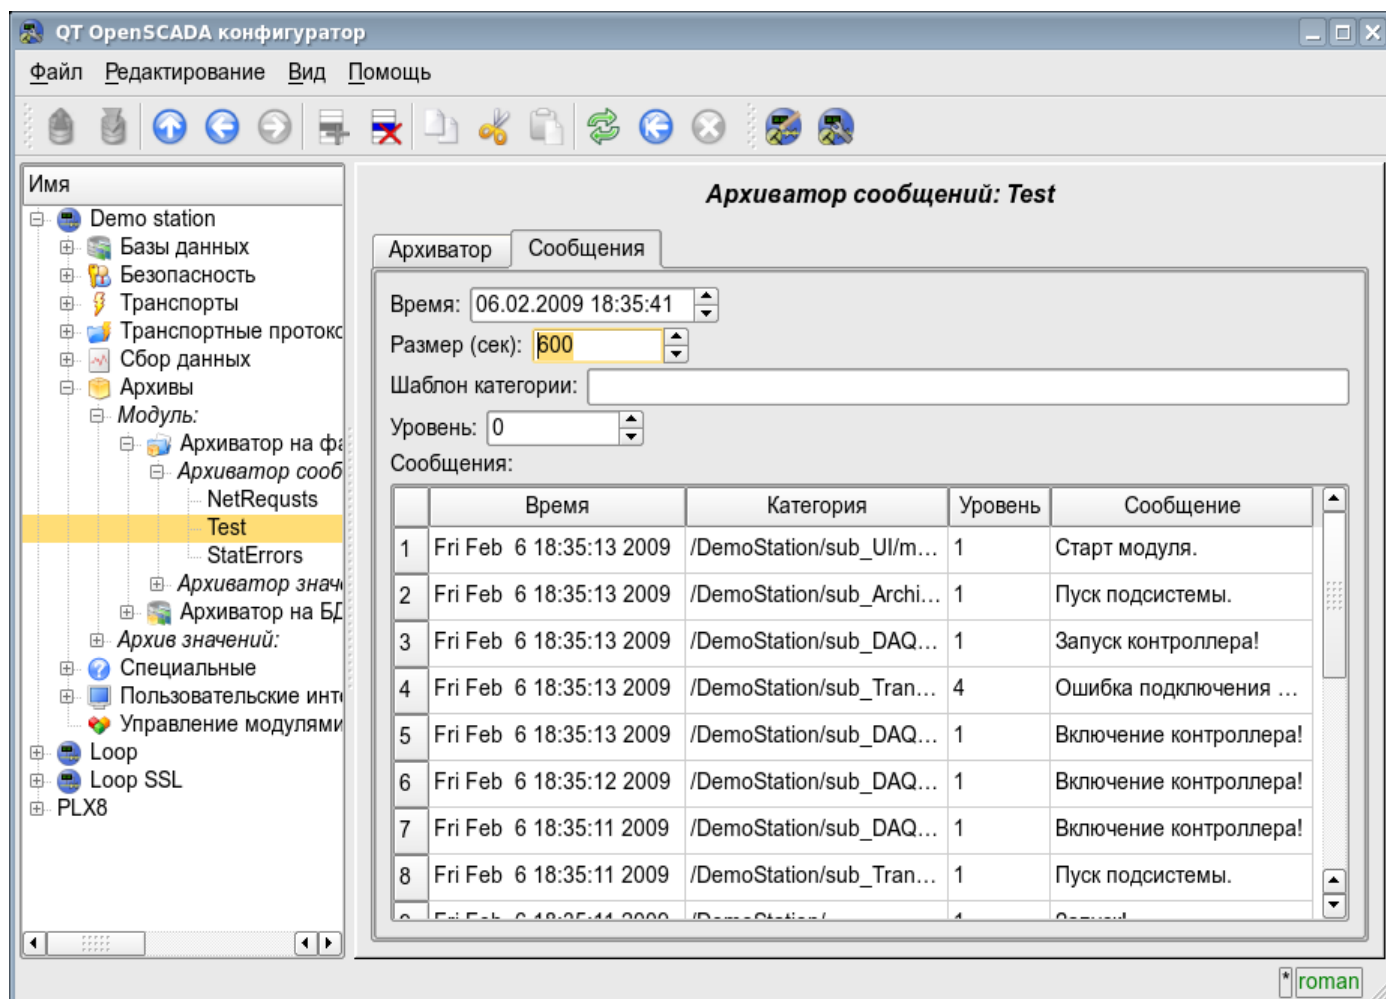 QT OpenSCADA конфигуратор
Файл Редактирование Вид Помощь
Имя
Demo station
Базы данных
Безопасность
Транспорты
Транспортные протоко
Сбор данных
Архивы
Модуль:
Архиватор на фа
Архиватор сооб
NetRequsts
Test
StatErrors
Архиватор знач
Архиватор на БД
Архив значений:
Специальные
Пользовательские инт
Управление модулями
Loop
Loop SSL
PLX8
Архиватор сообщений: Test
Архиватор Сообщения
Время: 06.02.2009 18:35:41
Размер (сек): 600
Шаблон категории:
Уровень: 0
Сообщения:
Время Категория Уровень Сообщение
1 Fri Feb 6 18:35:13 2009 /DemoStation/sub_UI/m... 1 Старт модуля.
2 Fri Feb 6 18:35:13 2009 /DemoStation/sub_Archi... 1 Пуск подсистемы.
3 Fri Feb 6 18:35:13 2009 /DemoStation/sub_DAQ... 1 Запуск контроллера!
4 Fri Feb 6 18:35:13 2009 /DemoStation/sub_Tran... 4 Ошибка подключения ...
5 Fri Feb 6 18:35:13 2009 /DemoStation/sub_DAQ... 1 Включение контроллера!
6 Fri Feb 6 18:35:12 2009 /DemoStation/sub_DAQ... 1 Включение контроллера!
7 Fri Feb 6 18:35:11 2009 /DemoStation/sub_DAQ... 1 Включение контроллера!
8 Fri Feb 6 18:35:11 2009 /DemoStation/sub_Tran... 1 Пуск подсистемы.
* roman